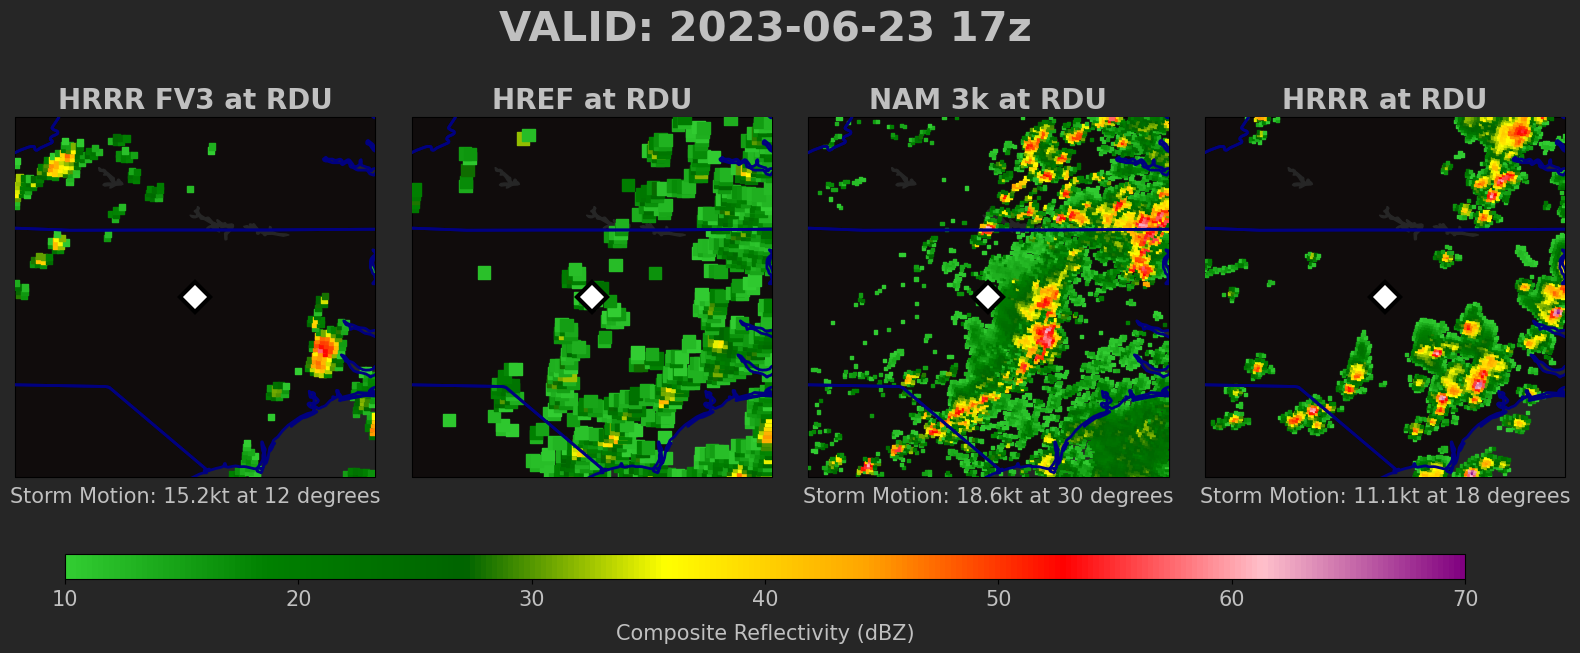 VALID: 2023-06-23 17z
HRRR FV3 at RDU
HREF at RDU
NAM 3k at RDU
HRRR at RDU
Storm Motion: 15.2kt at 12 degrees
Storm Motion: 18.6kt at 30 degrees
Storm Motion: 11.1kt at 18 degrees
10 20 30 40 50 60 70
Composite Reflectivity (dBZ)